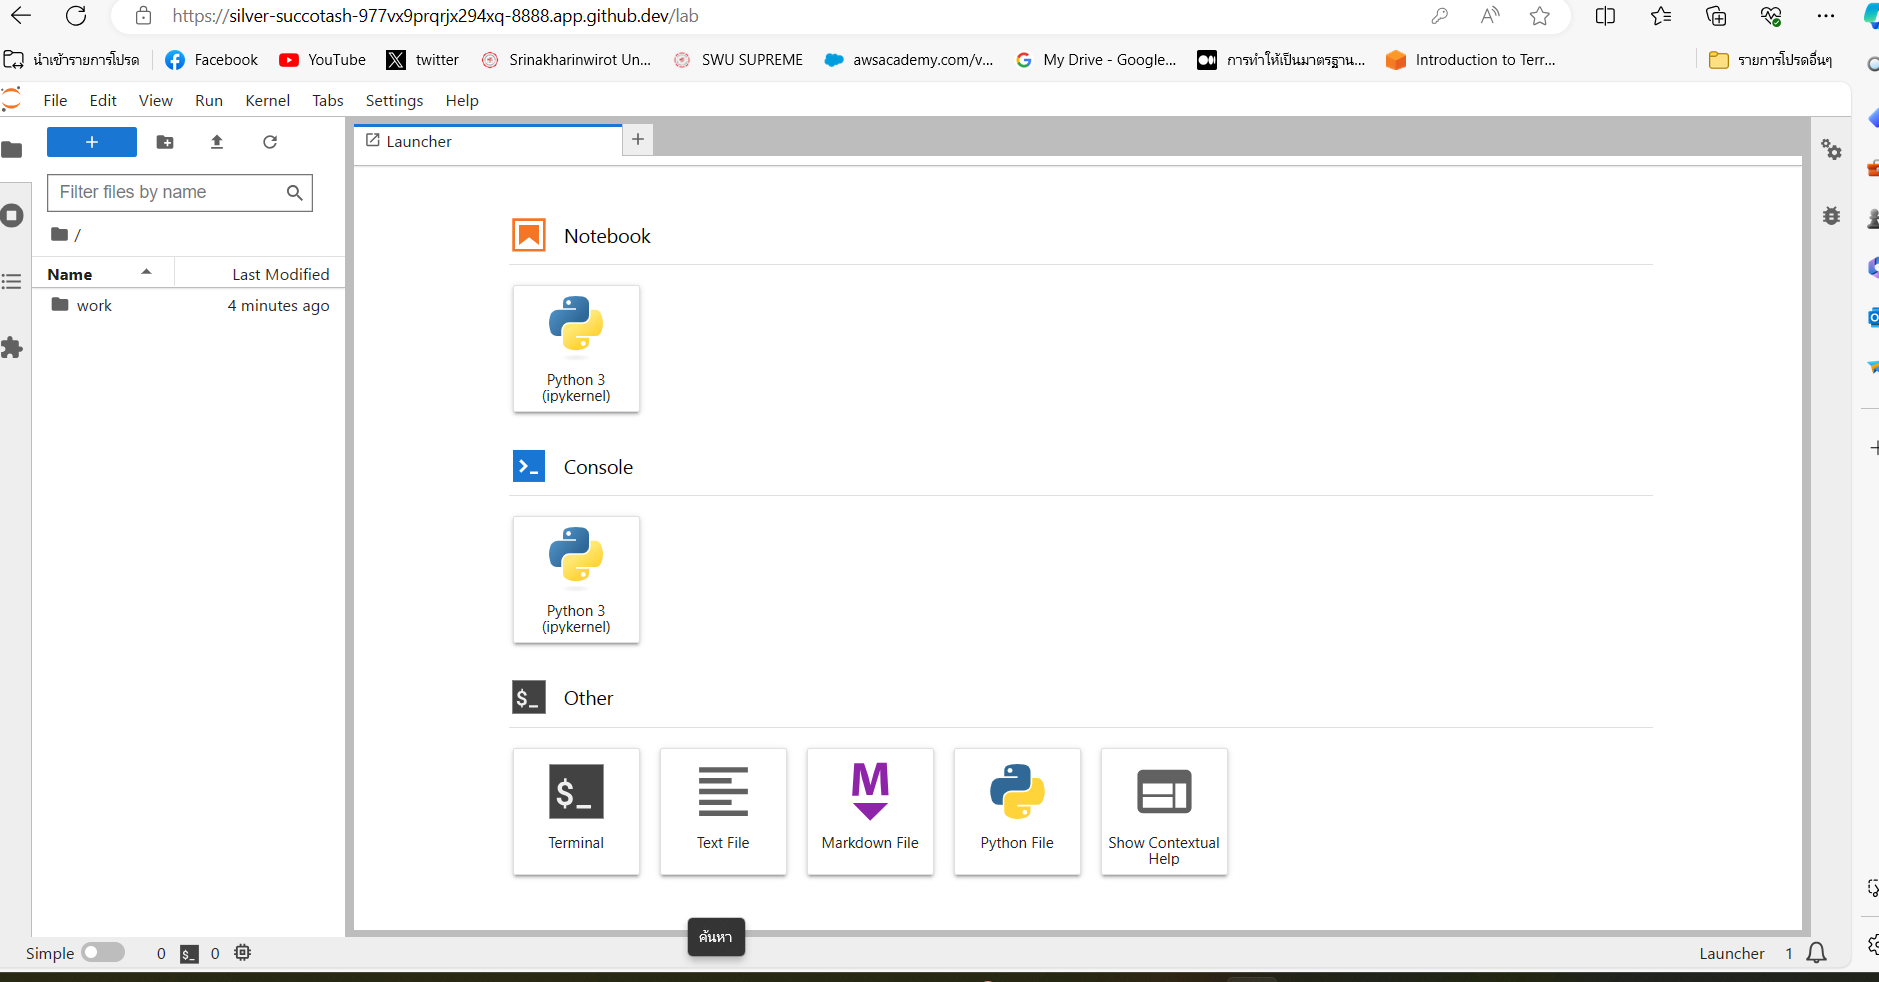 https://silver-succotash-977vx9prqrjx294xq-8888.app.github.dev/lab
นำเข้ารายการโปรด Facebook YouTube twitter Srinakharinwirot Un... SWU SUPREME awsacademy.com/v... My Drive - Google... การทำให้เป็นมาตรฐาน... Introduction to Terr... รายการโปรดอื่นๆ
File Edit View Run Kernel Tabs Settings Help
+
Launcher
+
Filter files by name
/
Name Last Modified
work 4 minutes ago
Notebook
Python 3
(ipykernel)
Console
Python 3
(ipykernel)
$_ Other
$_
Terminal
Text File
M
Markdown File
Python File
Show Contextual
Help
ค้นหา
Simple 0 $_ 0 Launcher 1